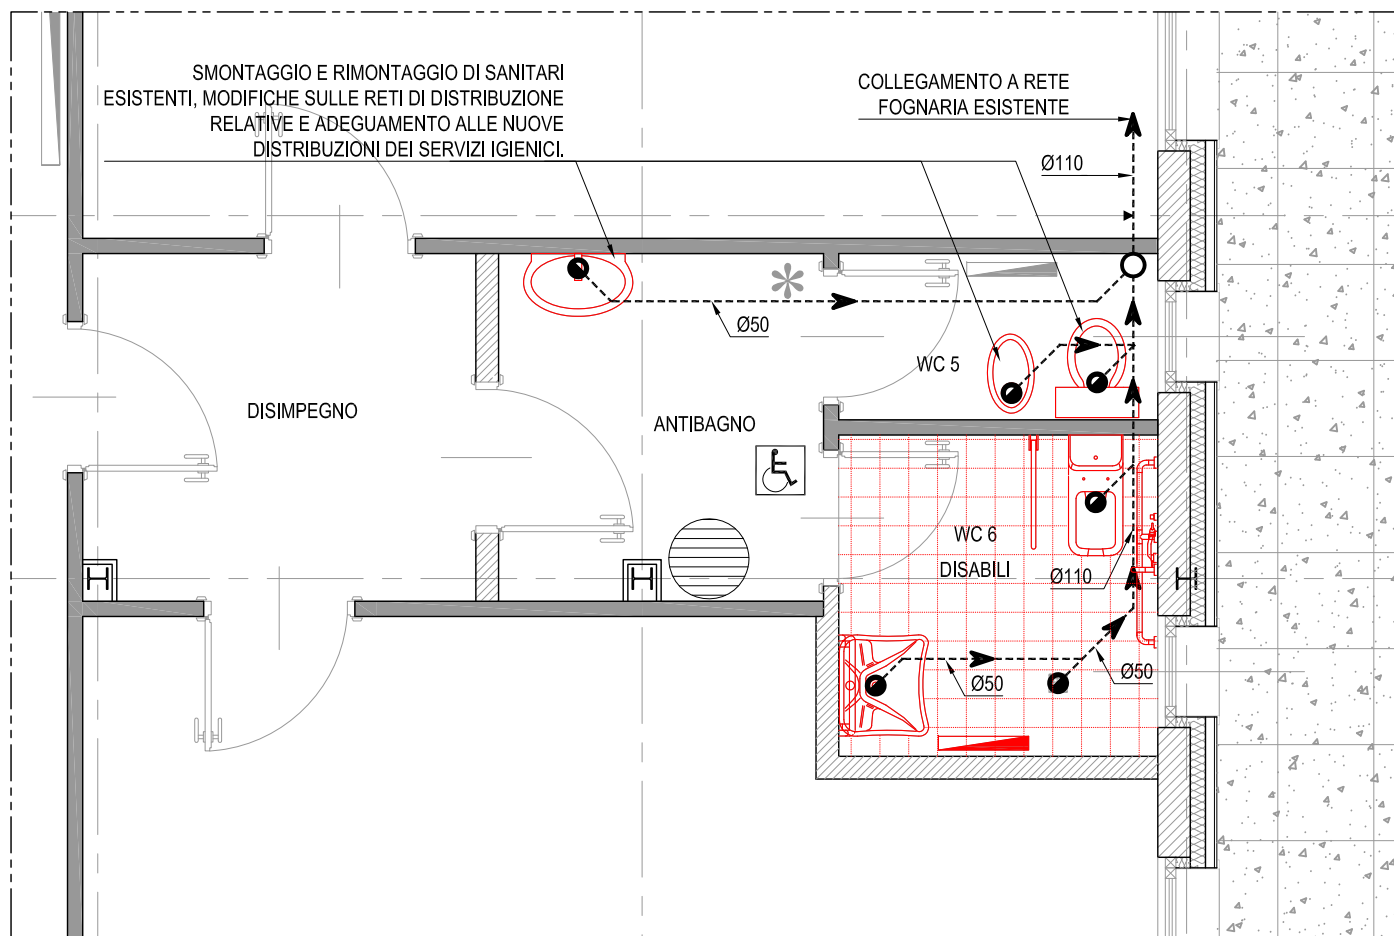 SMONTAGGIO E RIMONTAGGIO DI SANITARI
ESISTENTI, MODIFICHE SULLE RETI DI DISTRIBUZIONE
RELATIVE E ADEGUAMENTO ALLE NUOVE
DISTRIBUZIONI DEI SERVIZI IGIENICI.
COLLEGAMENTO A RETE
FOGNARIA ESISTENTE
Ø110
Ø50
WC 5
DISIMPEGNO
ANTIBAGNO
WC 6
DISABILI
Ø110
Ø50
Ø50